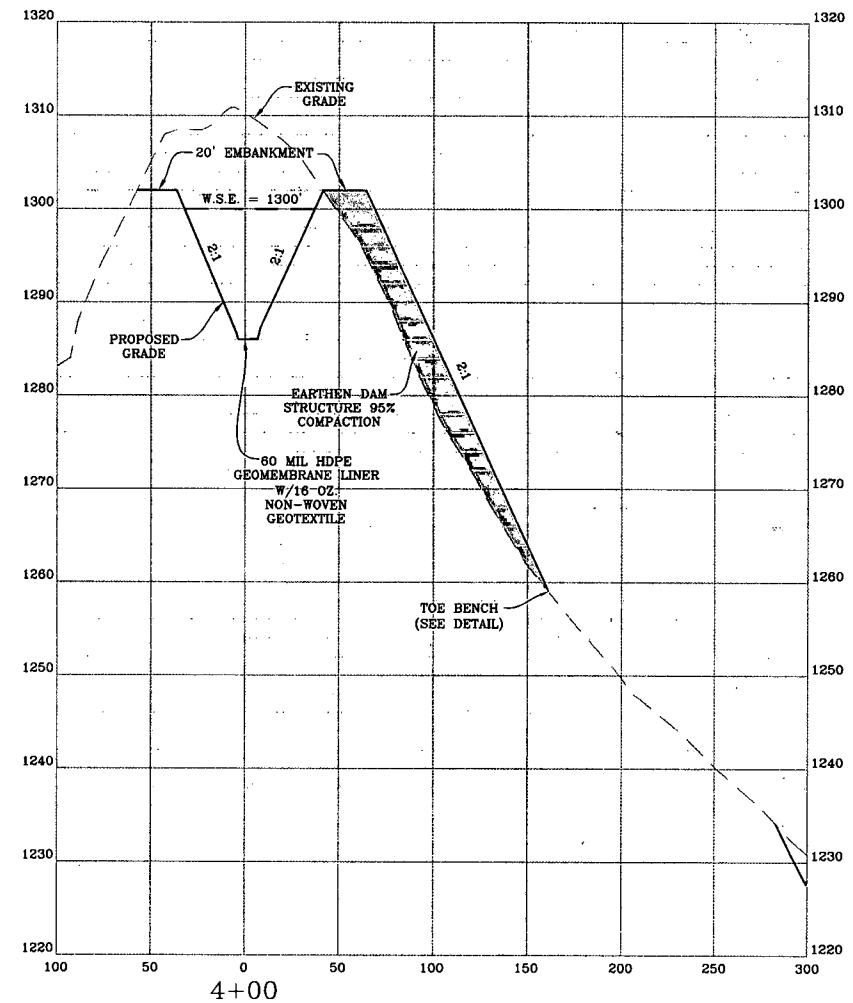 1320
1320
EXISTING
GRADE
1310
1310
20' EMBANKMENT
W.S.E. = 1300'
1300
1300
2:1
2:1
1290
1290
PROPOSED
GRADE
2:1
1280
1280
EARTHEN DAM
STRUCTURE 95%
COMPACTION
60 MIL HDPE
GEOMEMBRANE LINER
W/16 OZ.
NON-WOVEN
GEOTEXTILE
1270
1270
1260
1260
TOE BENCH
(SEE DETAIL)
1250
1250
1240
1240
1230
1230
1220
1220
100 50 0 50 100 150 200 250 300
4+00